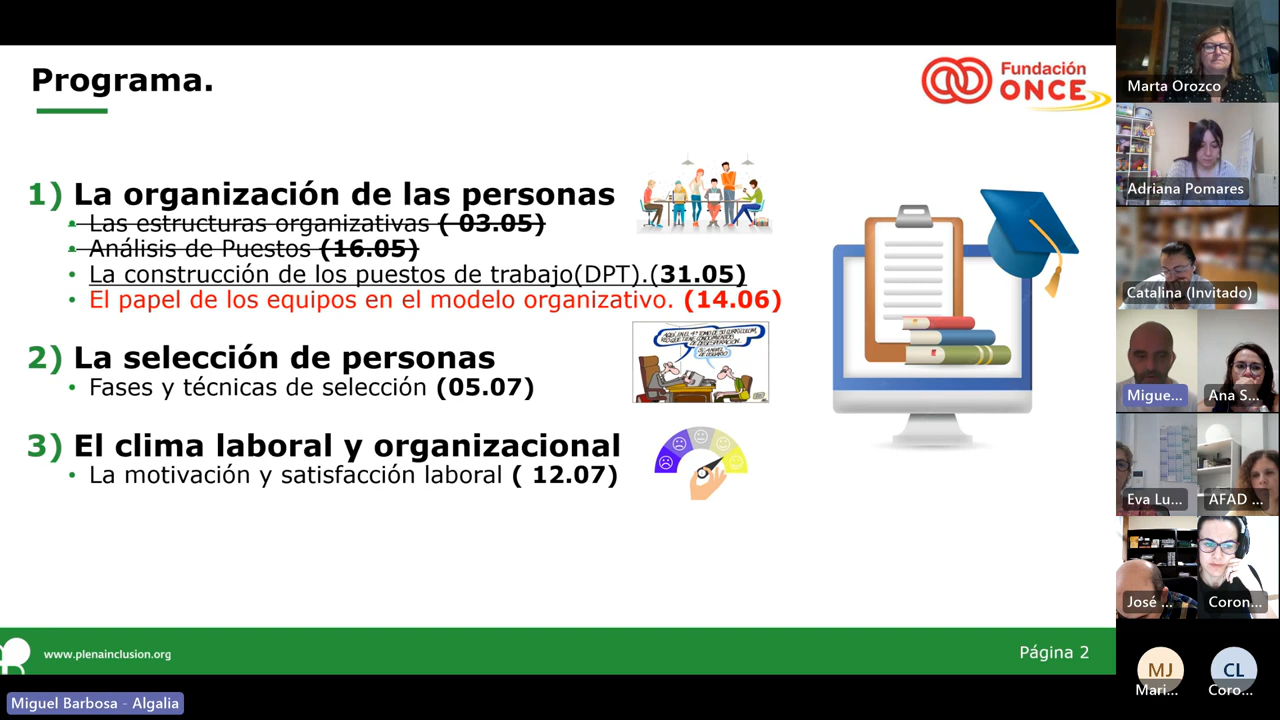 Programa.
Fundación
ONCE
1) La organización de las personas
• Las estructuras organizativas ( 03.05)
• Análisis de Puestos (16.05)
• La construcción de los puestos de trabajo(DPT).(31.05)
• El papel de los equipos en el modelo organizativo. (14.06)
2) La selección de personas
• Fases y técnicas de selección (05.07)
3) El clima laboral y organizacional
• La motivación y satisfacción laboral ( 12.07)
www.plenainclusion.org
Página 2
Miguel Barbosa - Algalia
Marta Orozco
Adriana Pomares
Catalina (Invitado)
Migue...
Ana S...
Eva Lu...
AFAD ...
José ...
Coron...
MJ
CL
Mari...
Coro...